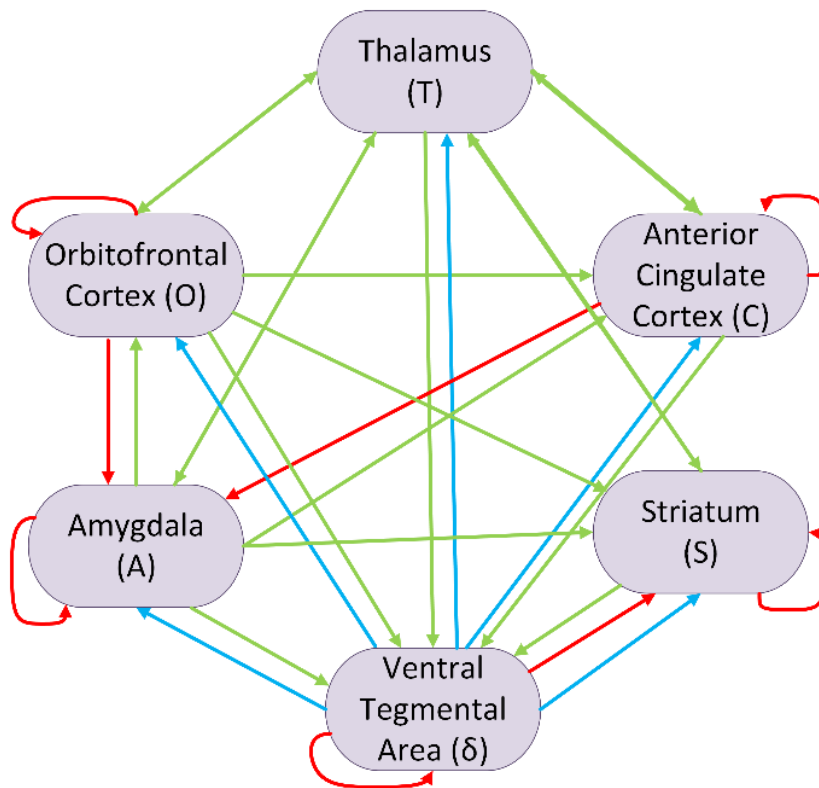 Thalamus
(T)
Orbitofrontal
Cortex (O)
Anterior
Cingulate
Cortex (C)
Amygdala
(A)
Striatum
(S)
Ventral
Tegmental
Area (δ)